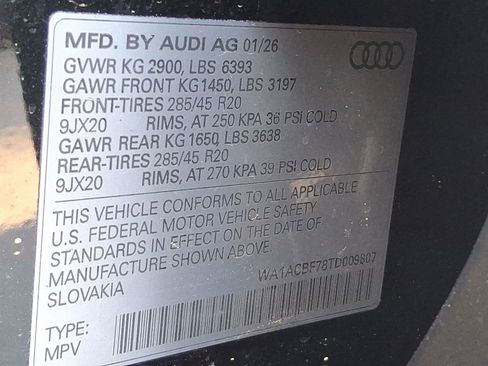 MFD. BY AUDI AG 01/26
GVWR KG 2900, LBS 6393
GAWR FRONT KG 1450, LBS 3197
FRONT-TIRES 285/45 R20
9JX20 RIMS, AT 250 KPA 36 PSI COLD
GAWR REAR KG 1650, LBS 3638
REAR-TIRES 285/45 R20
9JX20 RIMS, AT 270 KPA 39 PSI COLD
THIS VEHICLE CONFORMS TO ALL APPLICABLE
U.S. FEDERAL MOTOR VEHICLE SAFETY
STANDARDS IN EFFECT ON THE DATE OF
MANUFACTURE SHOWN ABOVE.
SLOVAKIA WA1ACBF78TD009807
TYPE:
MPV